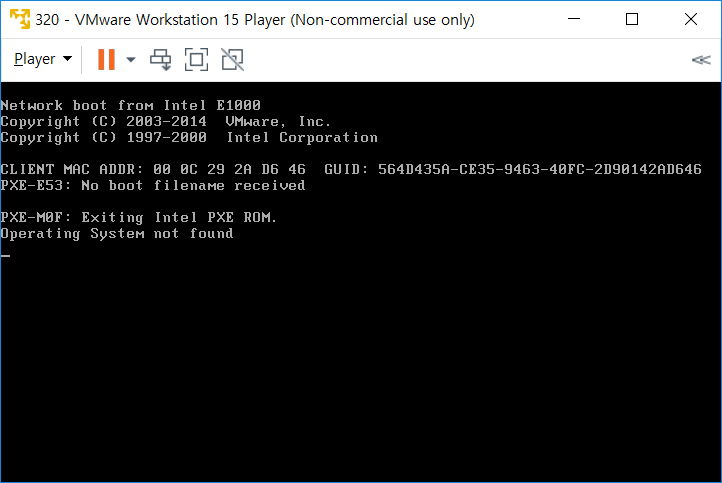 320 - VMware Workstation 15 Player (Non-commercial use only)
Player
Network boot from Intel E1000
Copyright (C) 2003-2014  VMware, Inc.
Copyright (C) 1997-2000  Intel Corporation
CLIENT MAC ADDR: 00 0C 29 2A D6 46  GUID: 564D435A-CE35-9463-40FC-2D90142AD646
PXE-E53: No boot filename received
PXE-M0F: Exiting Intel PXE ROM.
Operating System not found